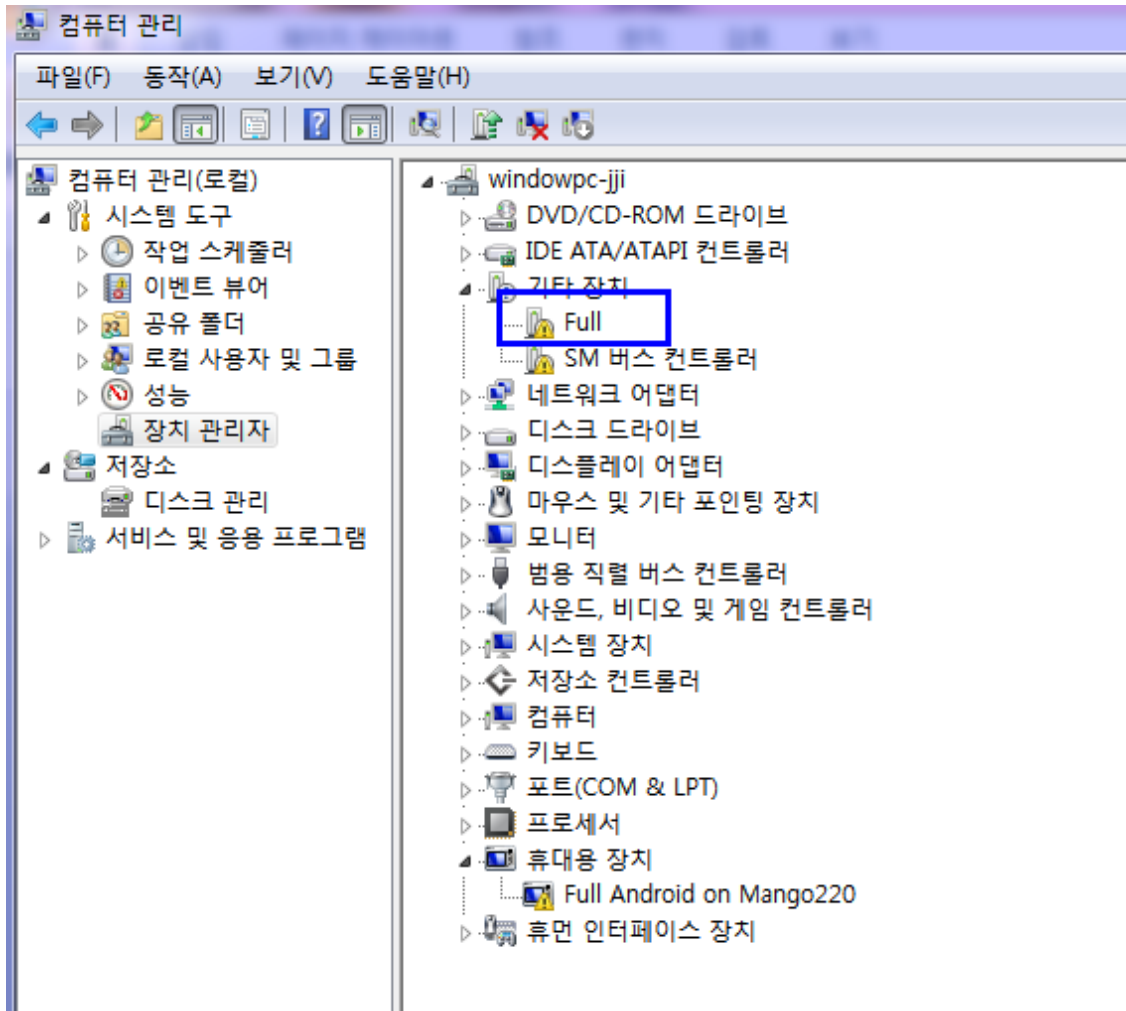 컴퓨터 관리
파일(F) 동작(A) 보기(V) 도움말(H)
컴퓨터 관리(로컬)
시스템 도구
작업 스케줄러
이벤트 뷰어
공유 폴더
로컬 사용자 및 그룹
성능
장치 관리자
저장소
디스크 관리
서비스 및 응용 프로그램
windowpc-jji
DVD/CD-ROM 드라이브
IDE ATA/ATAPI 컨트롤러
기타 장치
Full
SM 버스 컨트롤러
네트워크 어댑터
디스크 드라이브
디스플레이 어댑터
마우스 및 기타 포인팅 장치
모니터
범용 직렬 버스 컨트롤러
사운드, 비디오 및 게임 컨트롤러
시스템 장치
저장소 컨트롤러
컴퓨터
키보드
포트(COM & LPT)
프로세서
휴대용 장치
Full Android on Mango220
휴먼 인터페이스 장치